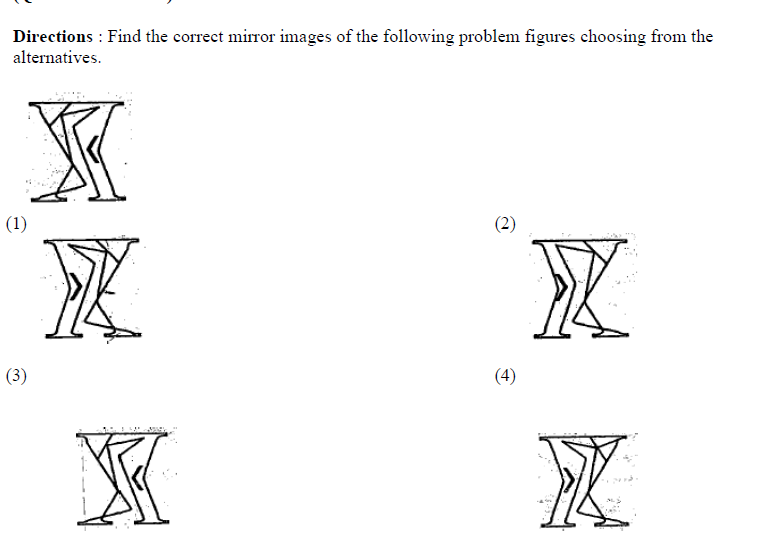 Directions : Find the correct mirror images of the following problem figures choosing from the
alternatives.
(1)
(2)
(3)
(4)